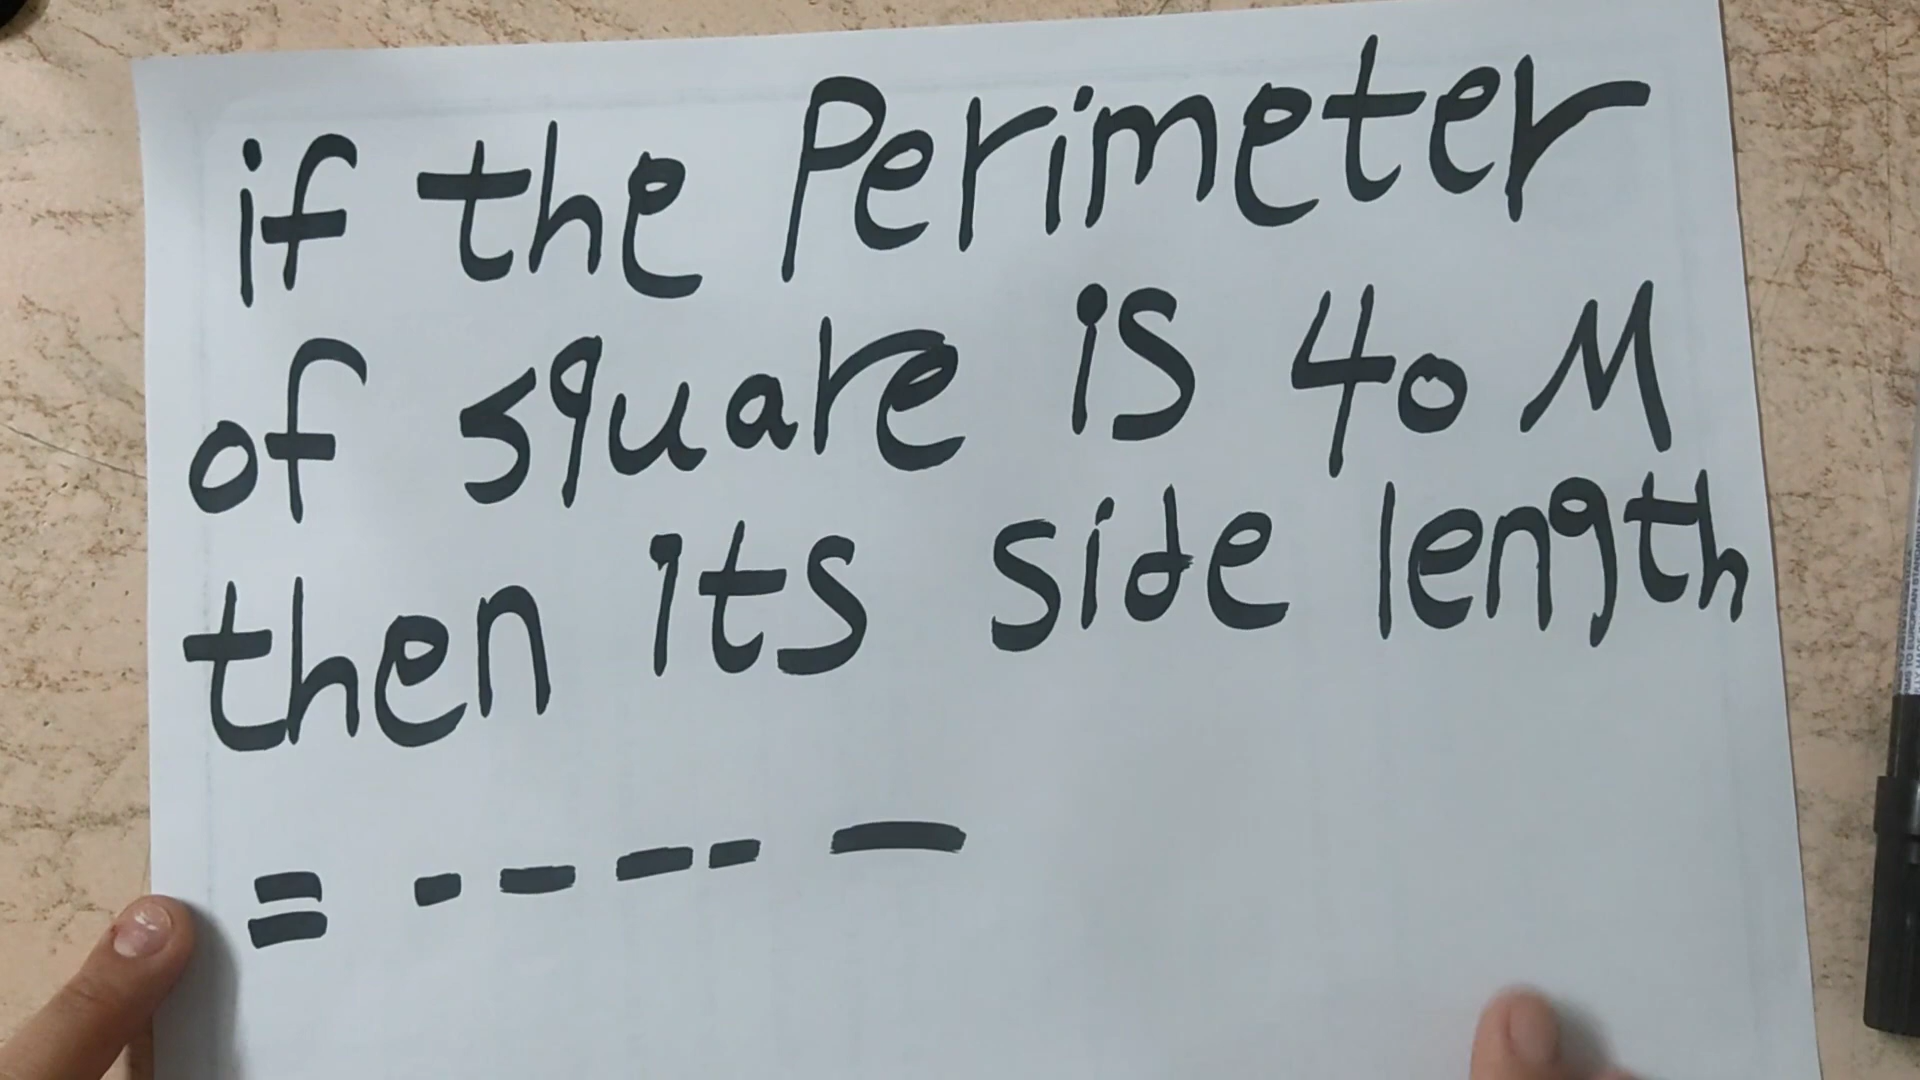 if the Perimeter
of square is 40 M
then its side length
= - - - - -